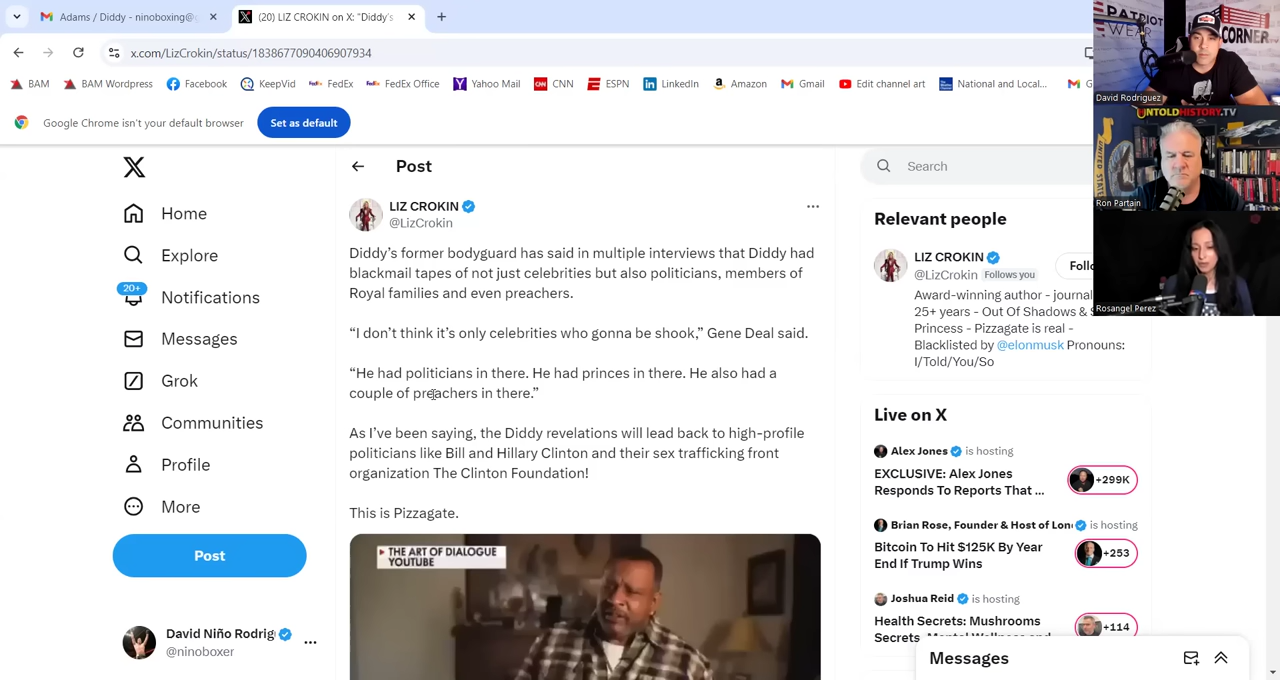 Adams / Diddy - ninoboxing@
(20) LIZ CROKIN on X: "Diddy's
x.com/LizCrokin/status/1838677090406907934
BAM
BAM Wordpress
Facebook
KeepVid
FedEx
FedEx Office
Yahoo Mail
CNN
ESPN
LinkedIn
Amazon
Gmail
Edit channel art
National and Local...
Google Chrome isn't your default browser
Set as default
PATRIOT
WEAR
CORNER
David Rodriguez
UNTOLDHISTORY.TV
Ron Partain
Rosangel Perez
Home
Explore
20+
Notifications
Messages
Grok
Communities
Profile
More
Post
David Niño Rodrig
@ninoboxer
Post
LIZ CROKIN
@LizCrokin
Diddy's former bodyguard has said in multiple interviews that Diddy had
blackmail tapes of not just celebrities but also politicians, members of
Royal families and even preachers.
“I don’t think it’s only celebrities who gonna be shook,” Gene Deal said.
“He had politicians in there. He had princes in there. He also had a
couple of preachers in there.”
As I’ve been saying, the Diddy revelations will lead back to high-profile
politicians like Bill and Hillary Clinton and their sex trafficking front
organization The Clinton Foundation!
This is Pizzagate.
THE ART OF DIALOGUE
YOUTUBE
Search
Relevant people
LIZ CROKIN
@LizCrokin Follows you
Follo
Award-winning author - journal
25+ years - Out Of Shadows & S
Princess - Pizzagate is real -
Blacklisted by @elonmusk Pronouns:
I/Told/You/So
Live on X
Alex Jones is hosting
EXCLUSIVE: Alex Jones
Responds To Reports That ...
+299K
Brian Rose, Founder & Host of Lon
is hosting
Bitcoin To Hit $125K By Year
End If Trump Wins
+253
Joshua Reid is hosting
Health Secrets: Mushrooms
Secrets, Mental Wellness and
+114
Messages